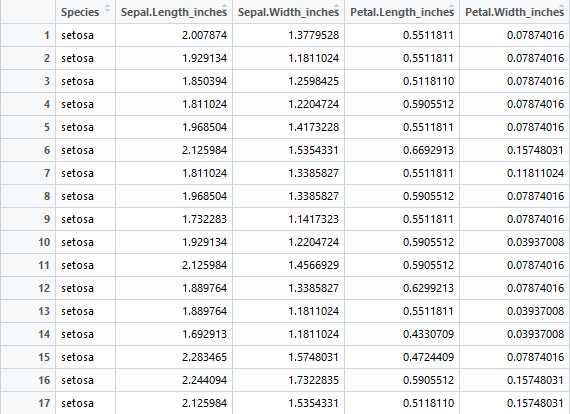 Species Sepal.Length_inches Sepal.Width_inches Petal.Length_inches Petal.Width_inches
1 setosa 2.007874 1.3779528 0.5511811 0.07874016
2 setosa 1.929134 1.1811024 0.5511811 0.07874016
3 setosa 1.850394 1.2598425 0.5118110 0.07874016
4 setosa 1.811024 1.2204724 0.5905512 0.07874016
5 setosa 1.968504 1.4173228 0.5511811 0.07874016
6 setosa 2.125984 1.5354331 0.6692913 0.15748031
7 setosa 1.811024 1.3385827 0.5511811 0.11811024
8 setosa 1.968504 1.3385827 0.5905512 0.07874016
9 setosa 1.732283 1.1417323 0.5511811 0.07874016
10 setosa 1.929134 1.2204724 0.5905512 0.03937008
11 setosa 2.125984 1.4566929 0.5905512 0.07874016
12 setosa 1.889764 1.3385827 0.6299213 0.07874016
13 setosa 1.889764 1.1811024 0.5511811 0.03937008
14 setosa 1.692913 1.1811024 0.4330709 0.03937008
15 setosa 2.283465 1.5748031 0.4724409 0.07874016
16 setosa 2.244094 1.7322835 0.5905512 0.15748031
17 setosa 2.125984 1.5354331 0.5118110 0.15748031